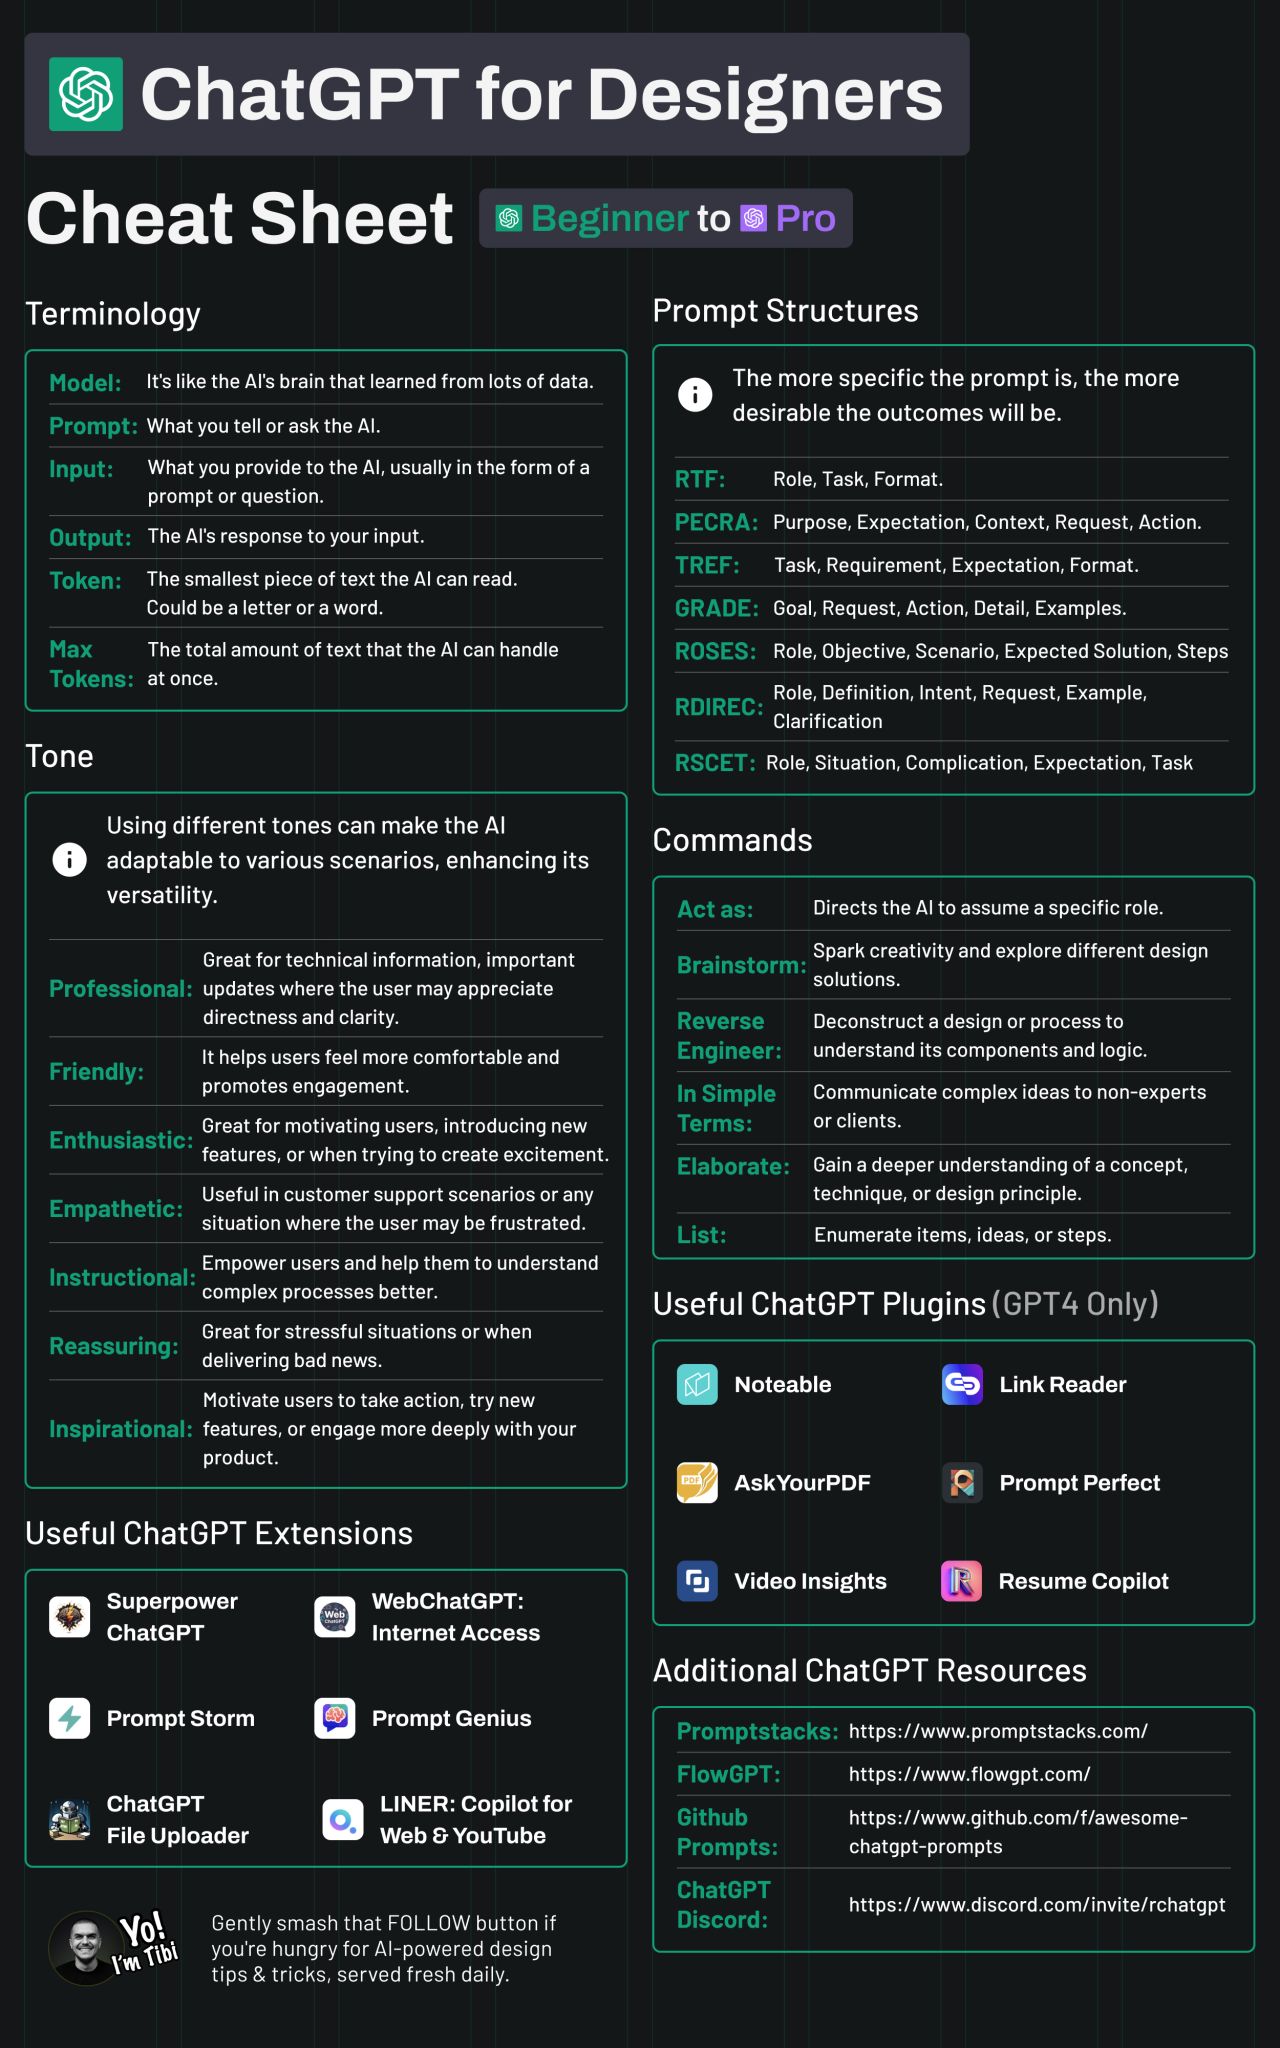 ChatGPT for Designers
Cheat Sheet
Beginner to Pro
Terminology
Model: It's like the AI's brain that learned from lots of data.
Prompt: What you tell or ask the AI.
Input: What you provide to the AI, usually in the form of a
prompt or question.
Output: The AI's response to your input.
Token: The smallest piece of text the AI can read.
Could be a letter or a word.
Max
Tokens:
The total amount of text that the AI can handle
at once.
Tone
Using different tones can make the AI
adaptable to various scenarios, enhancing its
versatility.
Professional:
Great for technical information, important
updates where the user may appreciate
directness and clarity.
Friendly:
It helps users feel more comfortable and
promotes engagement.
Enthusiastic:
Great for motivating users, introducing new
features, or when trying to create excitement.
Empathetic:
Useful in customer support scenarios or any
situation where the user may be frustrated.
Instructional:
Empower users and help them to understand
complex processes better.
Reassuring:
Great for stressful situations or when
delivering bad news.
Inspirational:
Motivate users to take action, try new
features, or engage more deeply with your
product.
Useful ChatGPT Extensions
Superpower
ChatGPT
Web
ChatGPT
WebChatGPT:
Internet Access
Prompt Storm
Prompt Genius
ChatGPT
File Uploader
LINER: Copilot for
Web & YouTube
Yo!
I'm Tibi
Gently smash that FOLLOW button if
you're hungry for AI-powered design
tips & tricks, served fresh daily.
Prompt Structures
The more specific the prompt is, the more
desirable the outcomes will be.
RTF: Role, Task, Format.
PECRA: Purpose, Expectation, Context, Request, Action.
TREF: Task, Requirement, Expectation, Format.
GRADE: Goal, Request, Action, Detail, Examples.
ROSES: Role, Objective, Scenario, Expected Solution, Steps
RDIREC:
Role, Definition, Intent, Request, Example,
Clarification
RSCET: Role, Situation, Complication, Expectation, Task
Commands
Act as: Directs the AI to assume a specific role.
Brainstorm:
Spark creativity and explore different design
solutions.
Reverse
Engineer:
Deconstruct a design or process to
understand its components and logic.
In Simple
Terms:
Communicate complex ideas to non-experts
or clients.
Elaborate: Gain a deeper understanding of a concept,
technique, or design principle.
List: Enumerate items, ideas, or steps.
Useful ChatGPT Plugins (GPT4 Only)
Noteable
Link Reader
PDF
AskYourPDF
Prompt Perfect
Video Insights
R
Resume Copilot
Additional ChatGPT Resources
Promptstacks: https://www.promptstacks.com/
FlowGPT: https://www.flowgpt.com/
Github
Prompts:
https://www.github.com/f/awesome-
chatgpt-prompts
ChatGPT
Discord:
https://www.discord.com/invite/rchatgpt